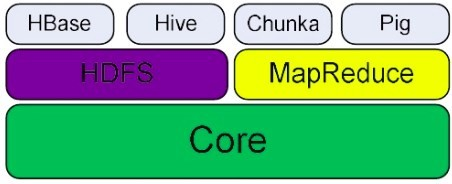 HBase Hive Chunka Pig
HDFS MapReduce
Core